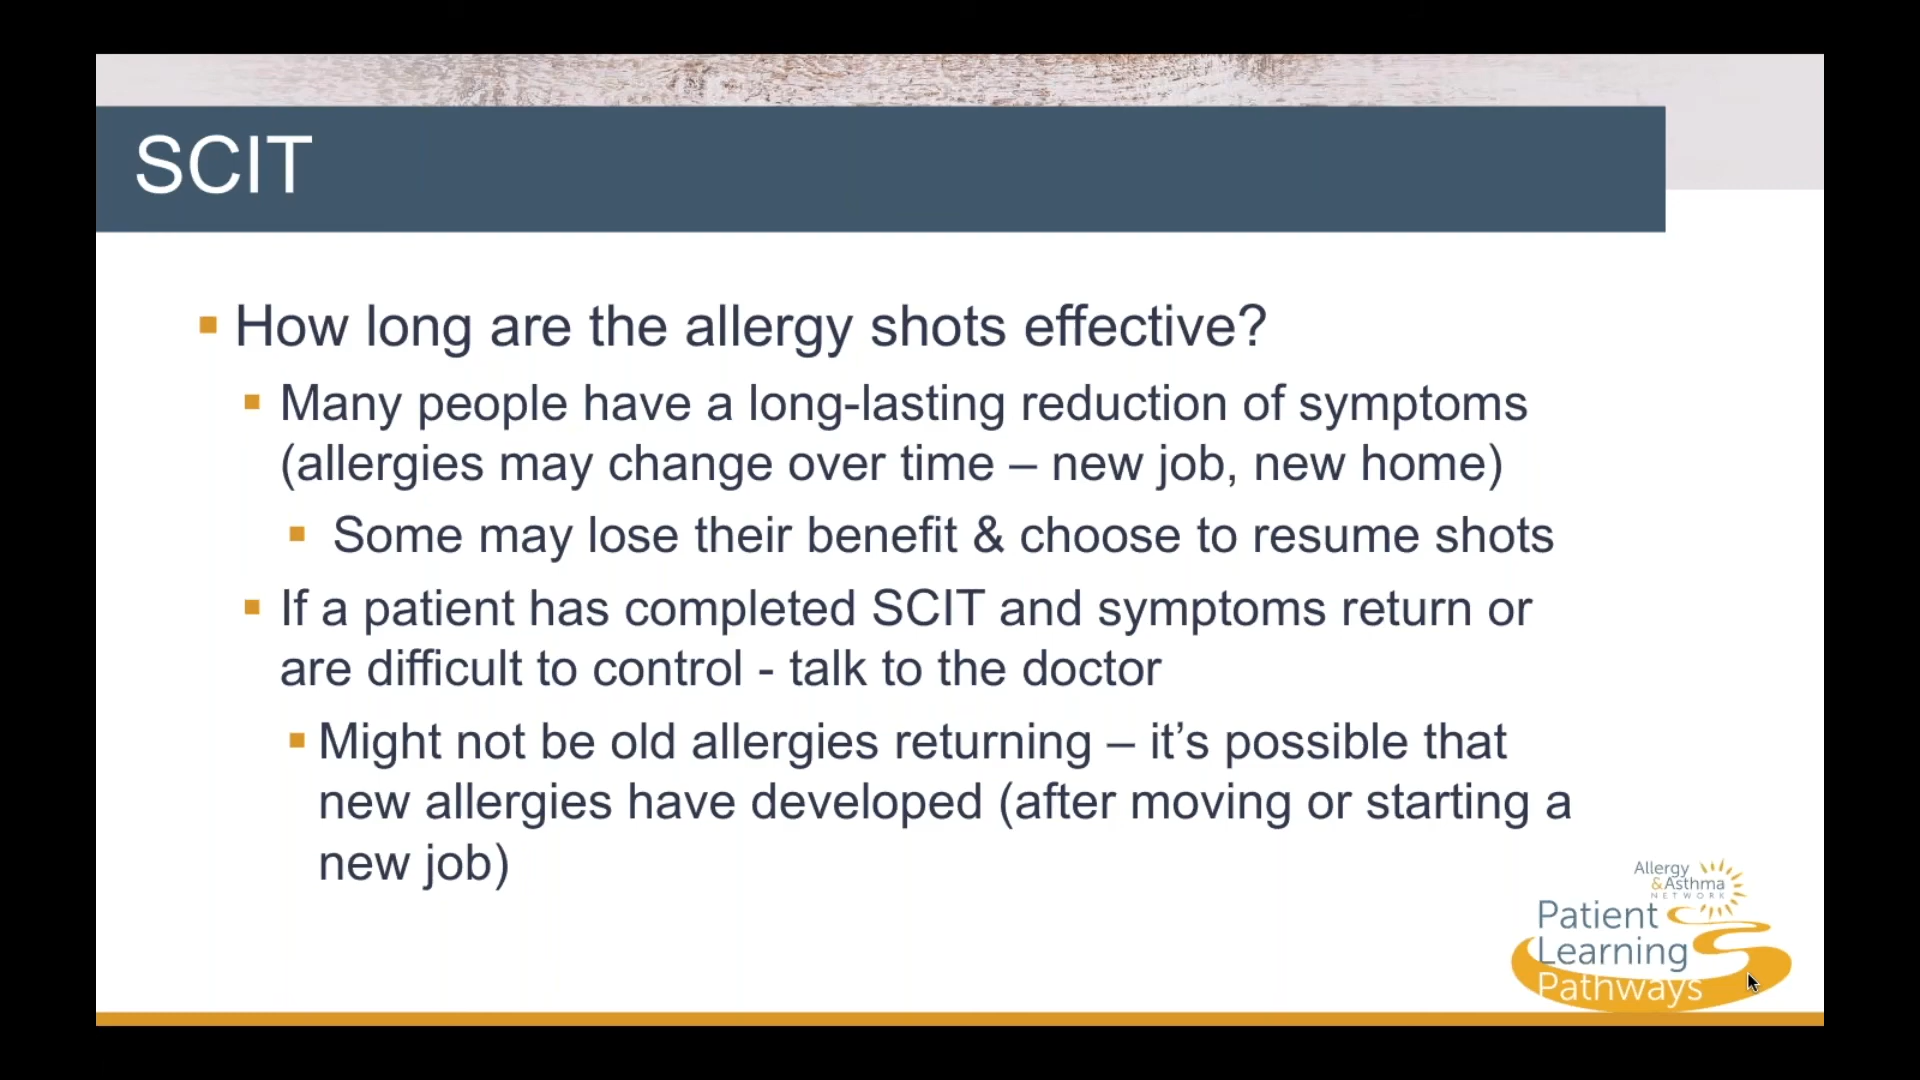 SCIT
How long are the allergy shots effective?
Many people have a long-lasting reduction of symptoms
(allergies may change over time – new job, new home)
Some may lose their benefit & choose to resume shots
If a patient has completed SCIT and symptoms return or
are difficult to control - talk to the doctor
Might not be old allergies returning – it’s possible that
new allergies have developed (after moving or starting a
new job)
Allergy
&Asthma
NETWORK
Patient
Learning
Pathways